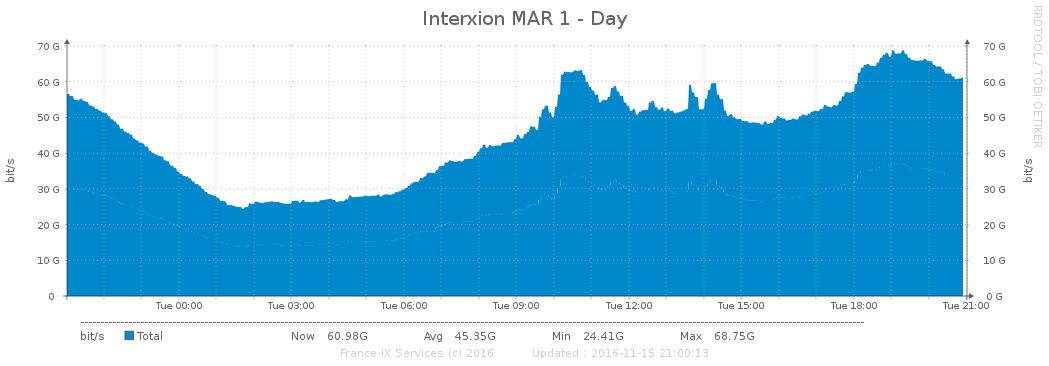 Interxion MAR 1 - Day
RRDTOOL / TOBI OETIKER
70 G 70 G
60 G 60 G
50 G 50 G
40 G 40 G
30 G 30 G
20 G 20 G
10 G 10 G
0 0 G
bit/s bit/s
Tue 00:00 Tue 03:00 Tue 06:00 Tue 09:00 Tue 12:00 Tue 15:00 Tue 18:00 Tue 21:00
bit/s Total Now 60.98G Avg 45.35G Min 24.41G Max 68.75G
France-IX Services (c) 2016 Updated : 2016-11-15 21:00:13